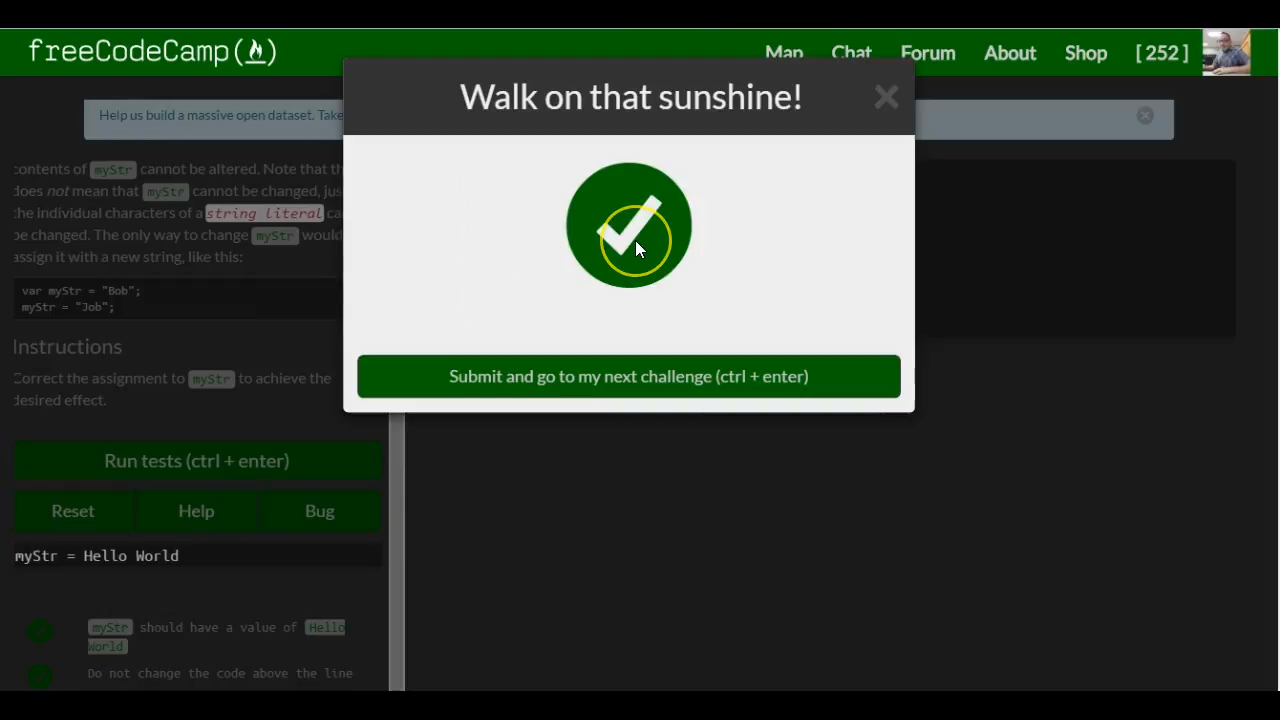 freeCodeCamp
Map Chat Forum About Shop [ 252 ]
Walk on that sunshine!
Help us build a massive open dataset. Take
contents of myStr cannot be altered. Note that
does not mean that myStr cannot be changed,
the individual characters of a string literal
be changed. The only way to change myStr would
assign it with a new string, like this:
var myStr = "Bob";
myStr = "Job";
Submit and go to my next challenge (ctrl + enter)
Instructions
Correct the assignment to myStr to achieve the
desired effect.
Run tests (ctrl + enter)
Reset Help Bug
myStr = Hello World
myStr should have a value of Hello
World
Do not change the code above the line